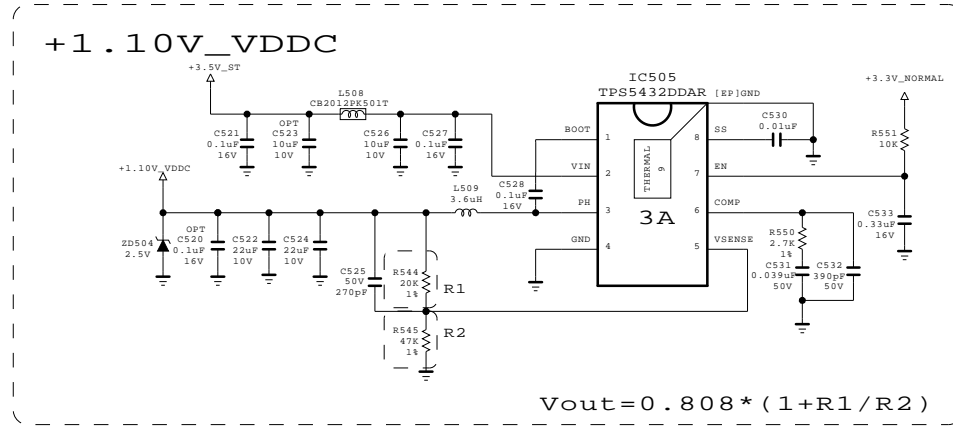 +1.10V_VDDC
+3.5V_ST
L508
CB2012PK501T
C521
0.1uF
16V
OPT
C523
10uF
10V
C526
10uF
10V
C527
0.1uF
16V
IC505
TPS5432DDAR
[EP]GND
BOOT
1
VIN
2
PH
3
GND
4
THERMAL
9
3A
8
SS
7
EN
6
COMP
5
VSENSE
C530
0.01uF
+3.3V_NORMAL
R551
10K
C533
0.33uF
16V
R550
2.7K
1%
C531
0.039uF
50V
C532
390pF
50V
+1.10V_VDDC
ZD504
2.5V
OPT
C520
0.1uF
16V
C522
22uF
10V
C524
22uF
10V
C525
50V
270pF
L509
3.6uH
C528
0.1uF
16V
R544
20K
1%
R1
R545
47K
1%
R2
Vout=0.808*(1+R1/R2)